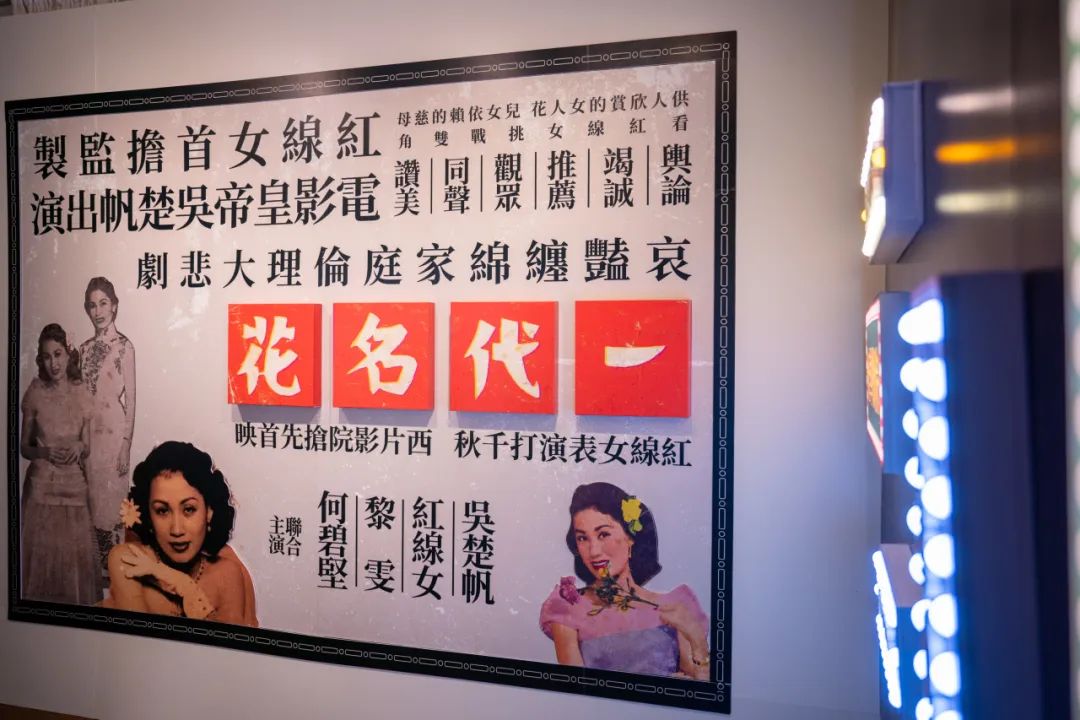 供人欣賞的女人花 兒女依賴的慈母
看紅線女挑戰雙角
輿論
竭誠
推薦
觀眾
同聲
讚美
紅線女首擔監製
電影皇帝吳楚帆出演
哀豔纏綿家庭倫理大悲劇
一代名花
紅線女表演打千秋 西片影院搶先首映
吳楚帆
紅線女
黎雯
何碧堅
聯合
主演